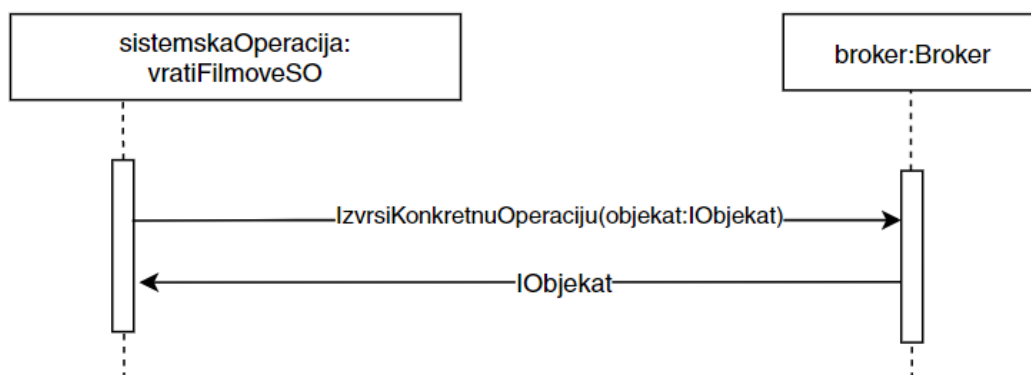 sistemskaOperacija:
vratiFilmoveSO
broker:Broker
IzvrsiKonkretnuOperaciju(objekat:IObjekat)
IObjekat